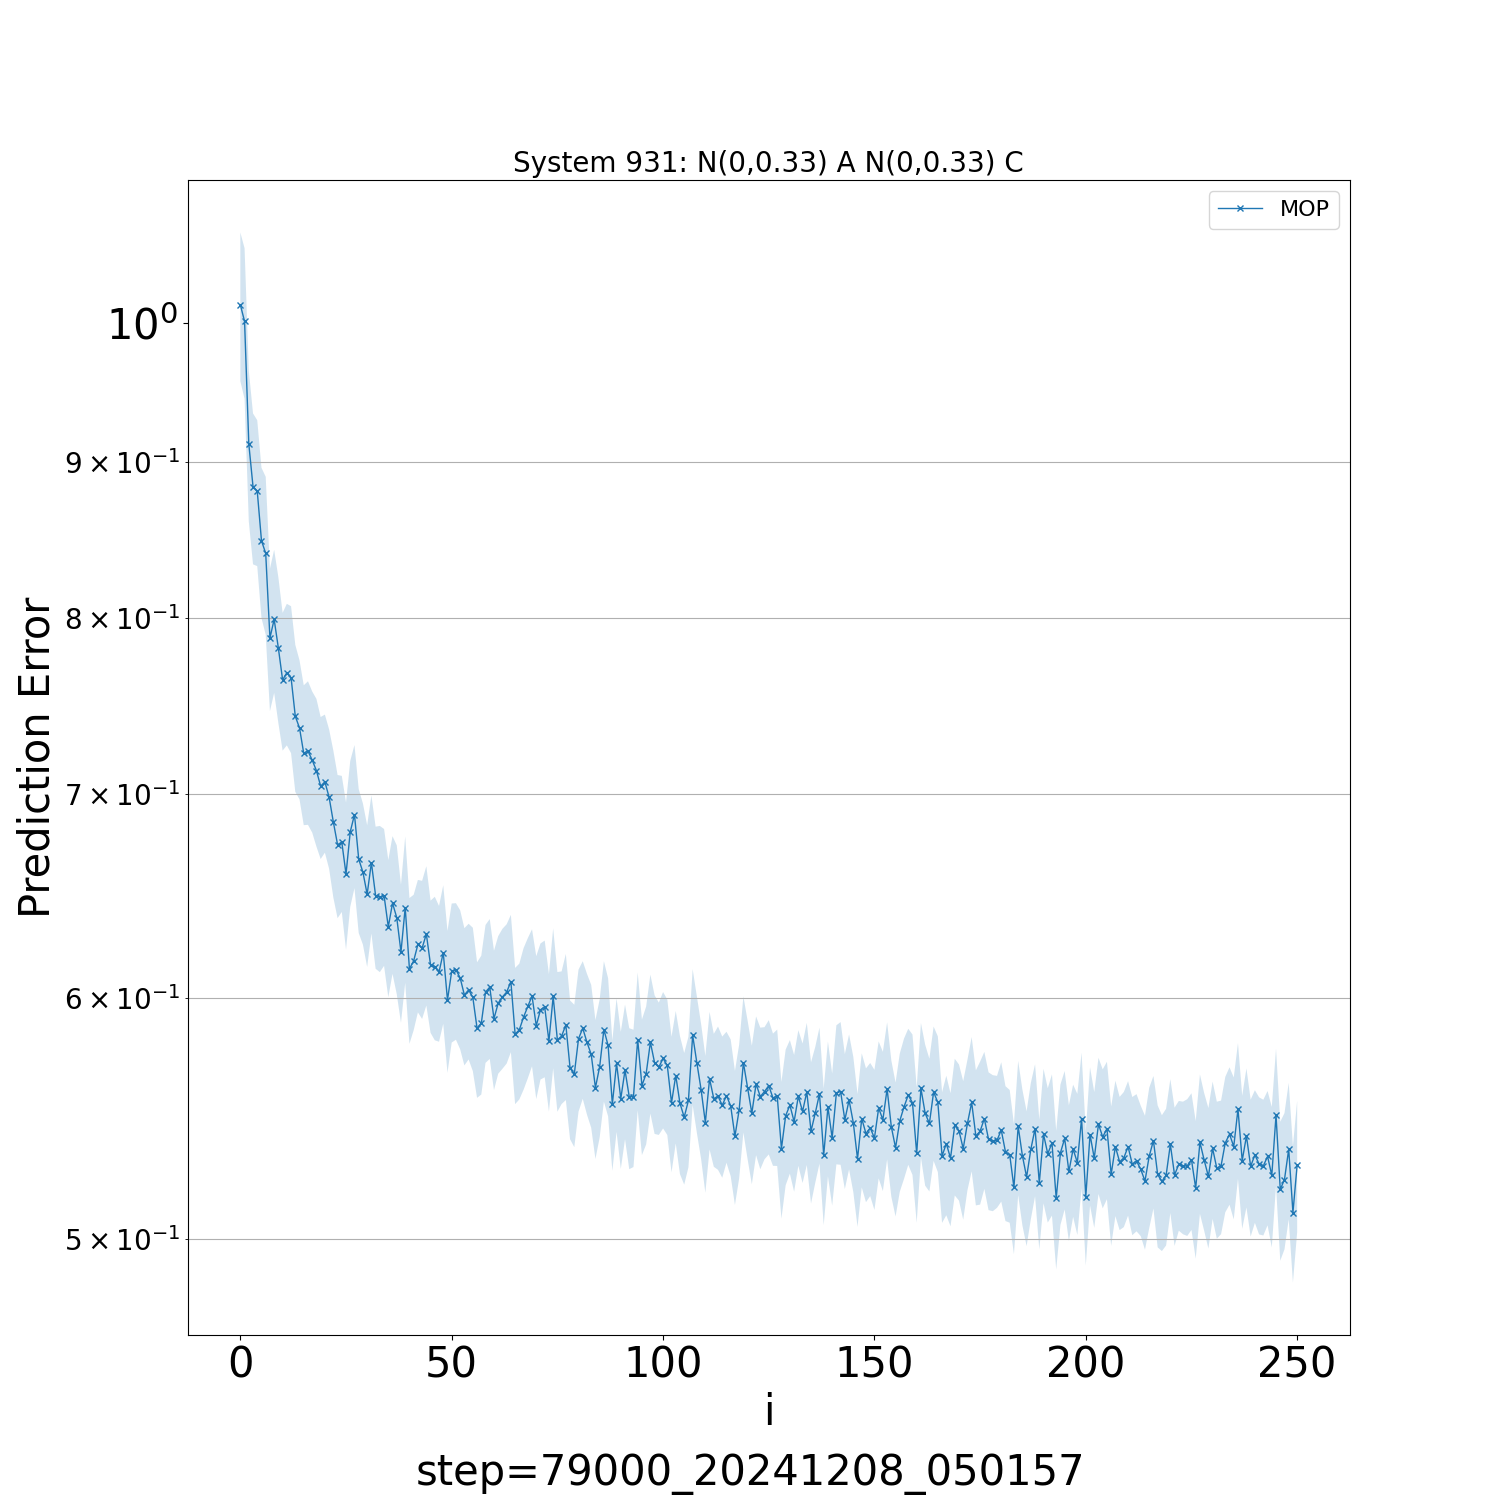 System 931: N(0,0.33) A N(0,0.33) C
MOP
10⁰
9 × 10⁻¹
8 × 10⁻¹
7 × 10⁻¹
6 × 10⁻¹
5 × 10⁻¹
Prediction Error
0 50 100 150 200 250
i
step=79000_20241208_050157